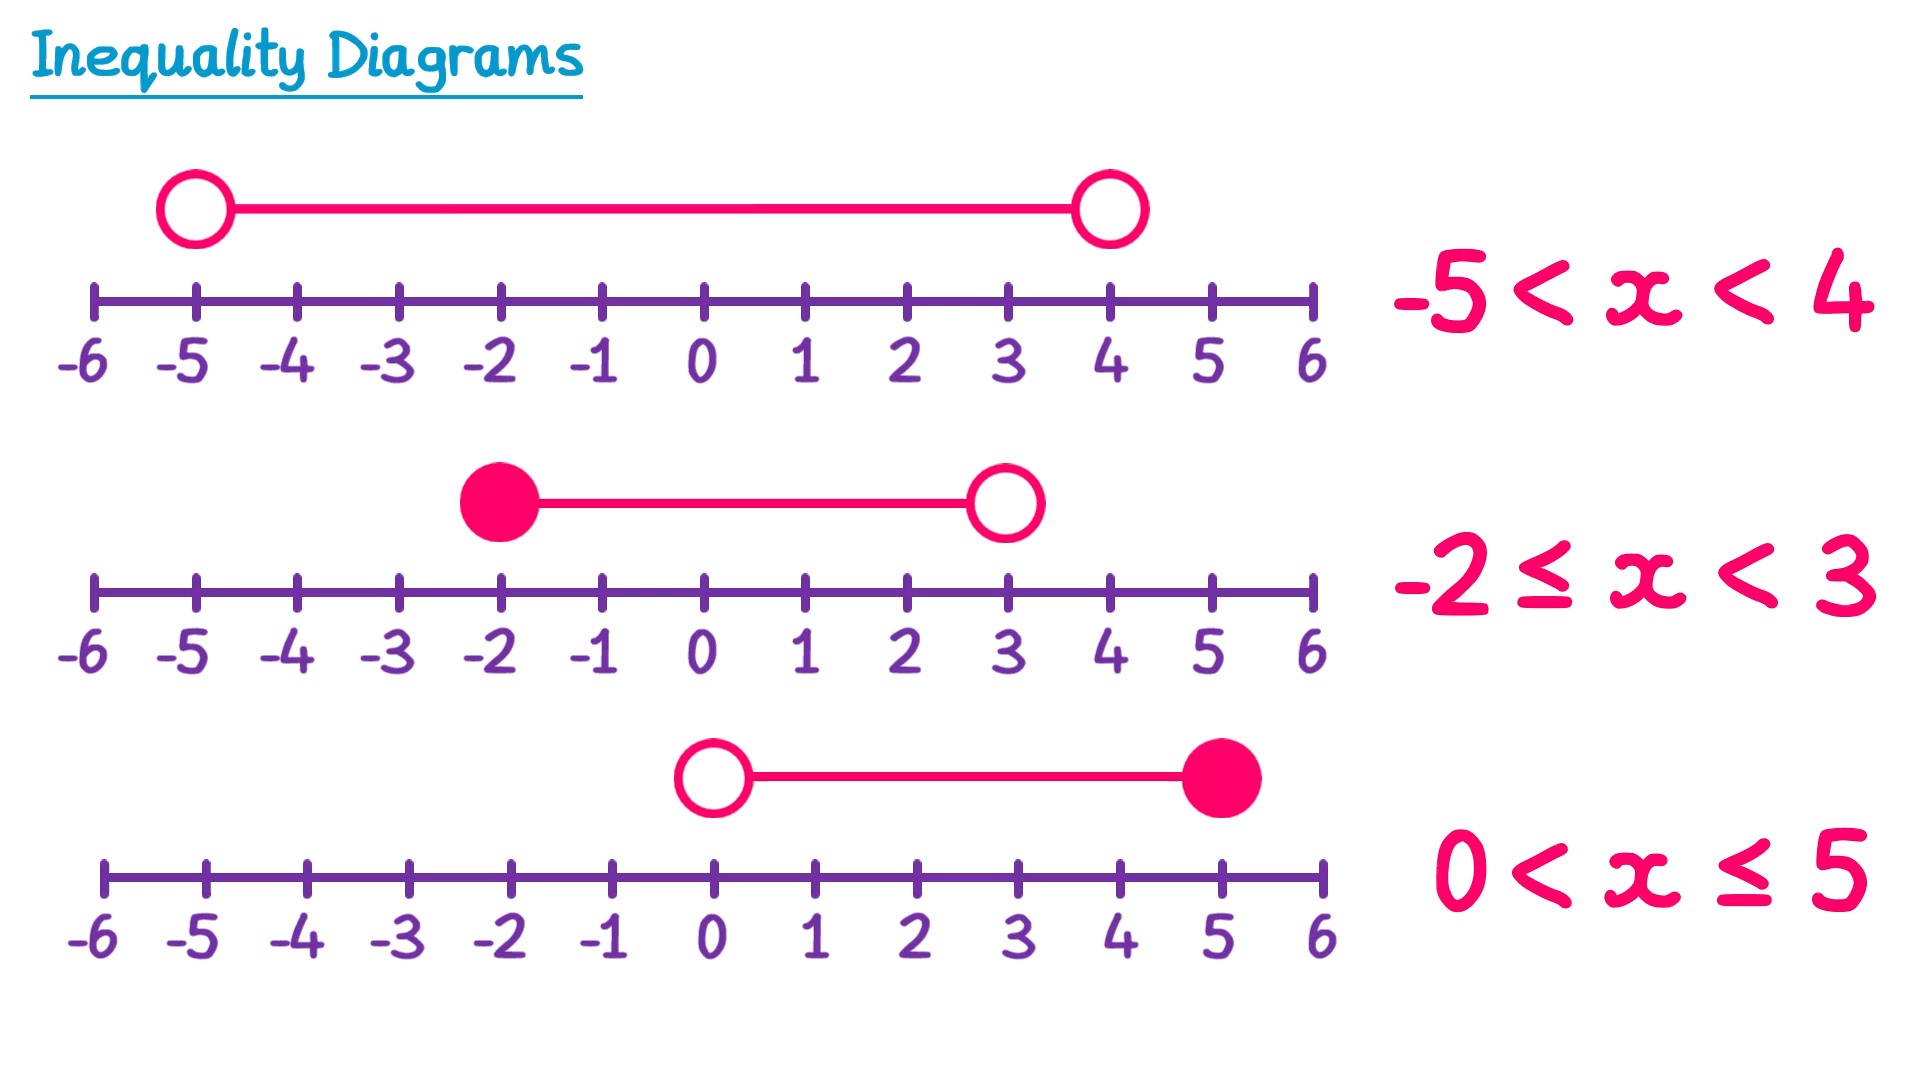 Inequality Diagrams
-6 -5 -4 -3 -2 -1 0 1 2 3 4 5 6
-5 < x < 4
-6 -5 -4 -3 -2 -1 0 1 2 3 4 5 6
-2 ≤ x < 3
-6 -5 -4 -3 -2 -1 0 1 2 3 4 5 6
0 < x ≤ 5